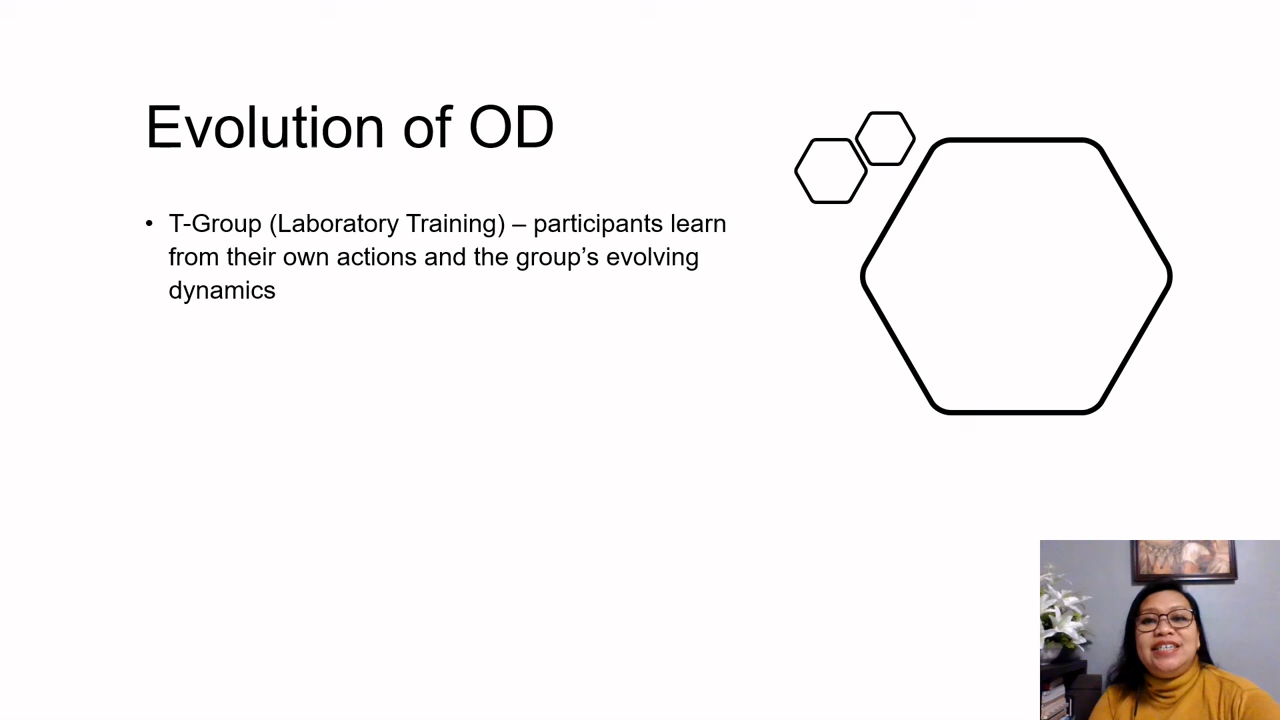 Evolution of OD
• T-Group (Laboratory Training) – participants learn
from their own actions and the group’s evolving
dynamics